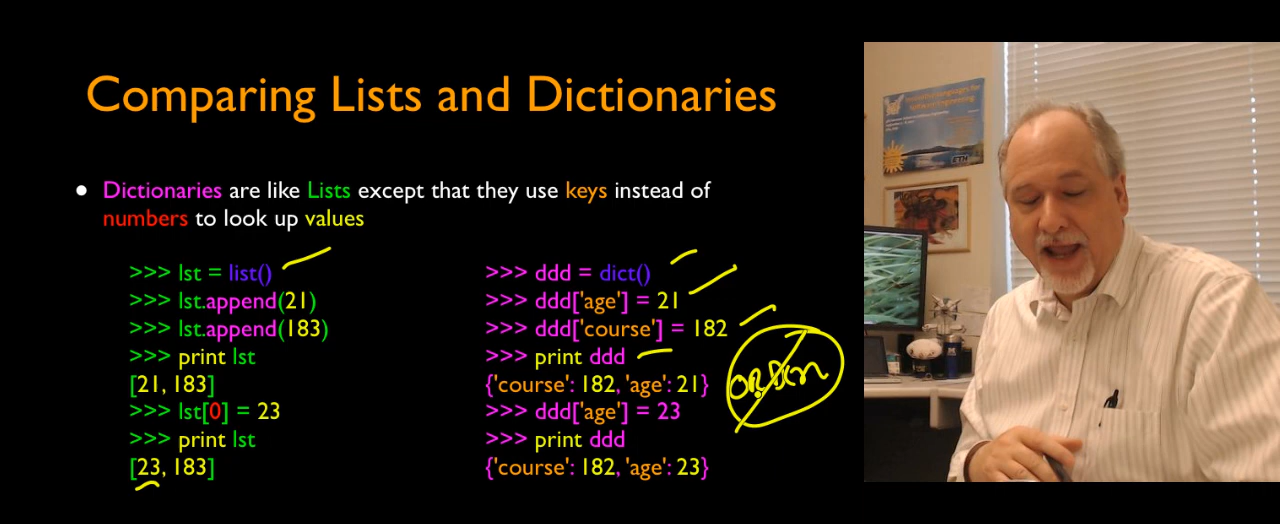 Comparing Lists and Dictionaries
● Dictionaries are like Lists except that they use keys instead of
numbers to look up values
>>> lst = list()
>>> lst.append(21)
>>> lst.append(183)
>>> print lst
[21, 183]
>>> lst[0] = 23
>>> print lst
[23, 183]
>>> ddd = dict()
>>> ddd['age'] = 21
>>> ddd['course'] = 182
>>> print ddd
{'course': 182, 'age': 21}
>>> ddd['age'] = 23
>>> print ddd
{'course': 182, 'age': 23}
ETH